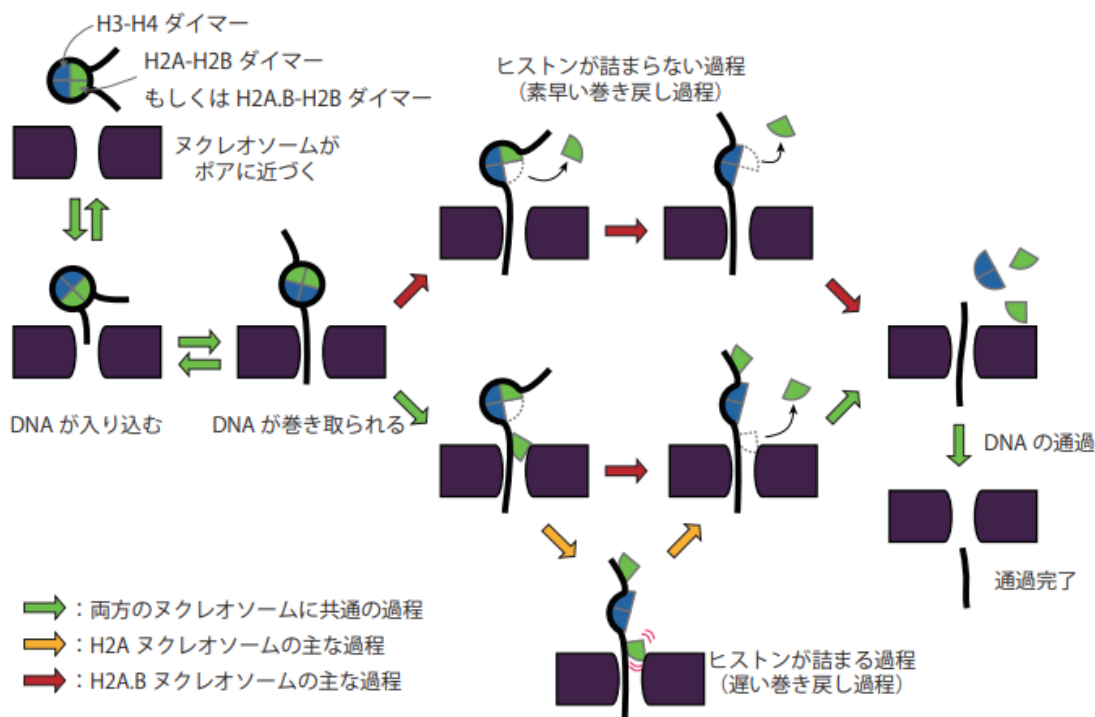 H3-H4 ダイマー
H2A-H2B ダイマー
もしくは H2A.B-H2B ダイマー
ヌクレオソームが
ポアに近づく
ヒストンが詰まらない過程
（素早い巻き戻し過程）
DNA が入り込む
DNA が巻き取られる
DNA の通過
通過完了
：両方のヌクレオソームに共通の過程
：H2A ヌクレオソームの主な過程
：H2A.B ヌクレオソームの主な過程
ヒストンが詰まる過程
（遅い巻き戻し過程）